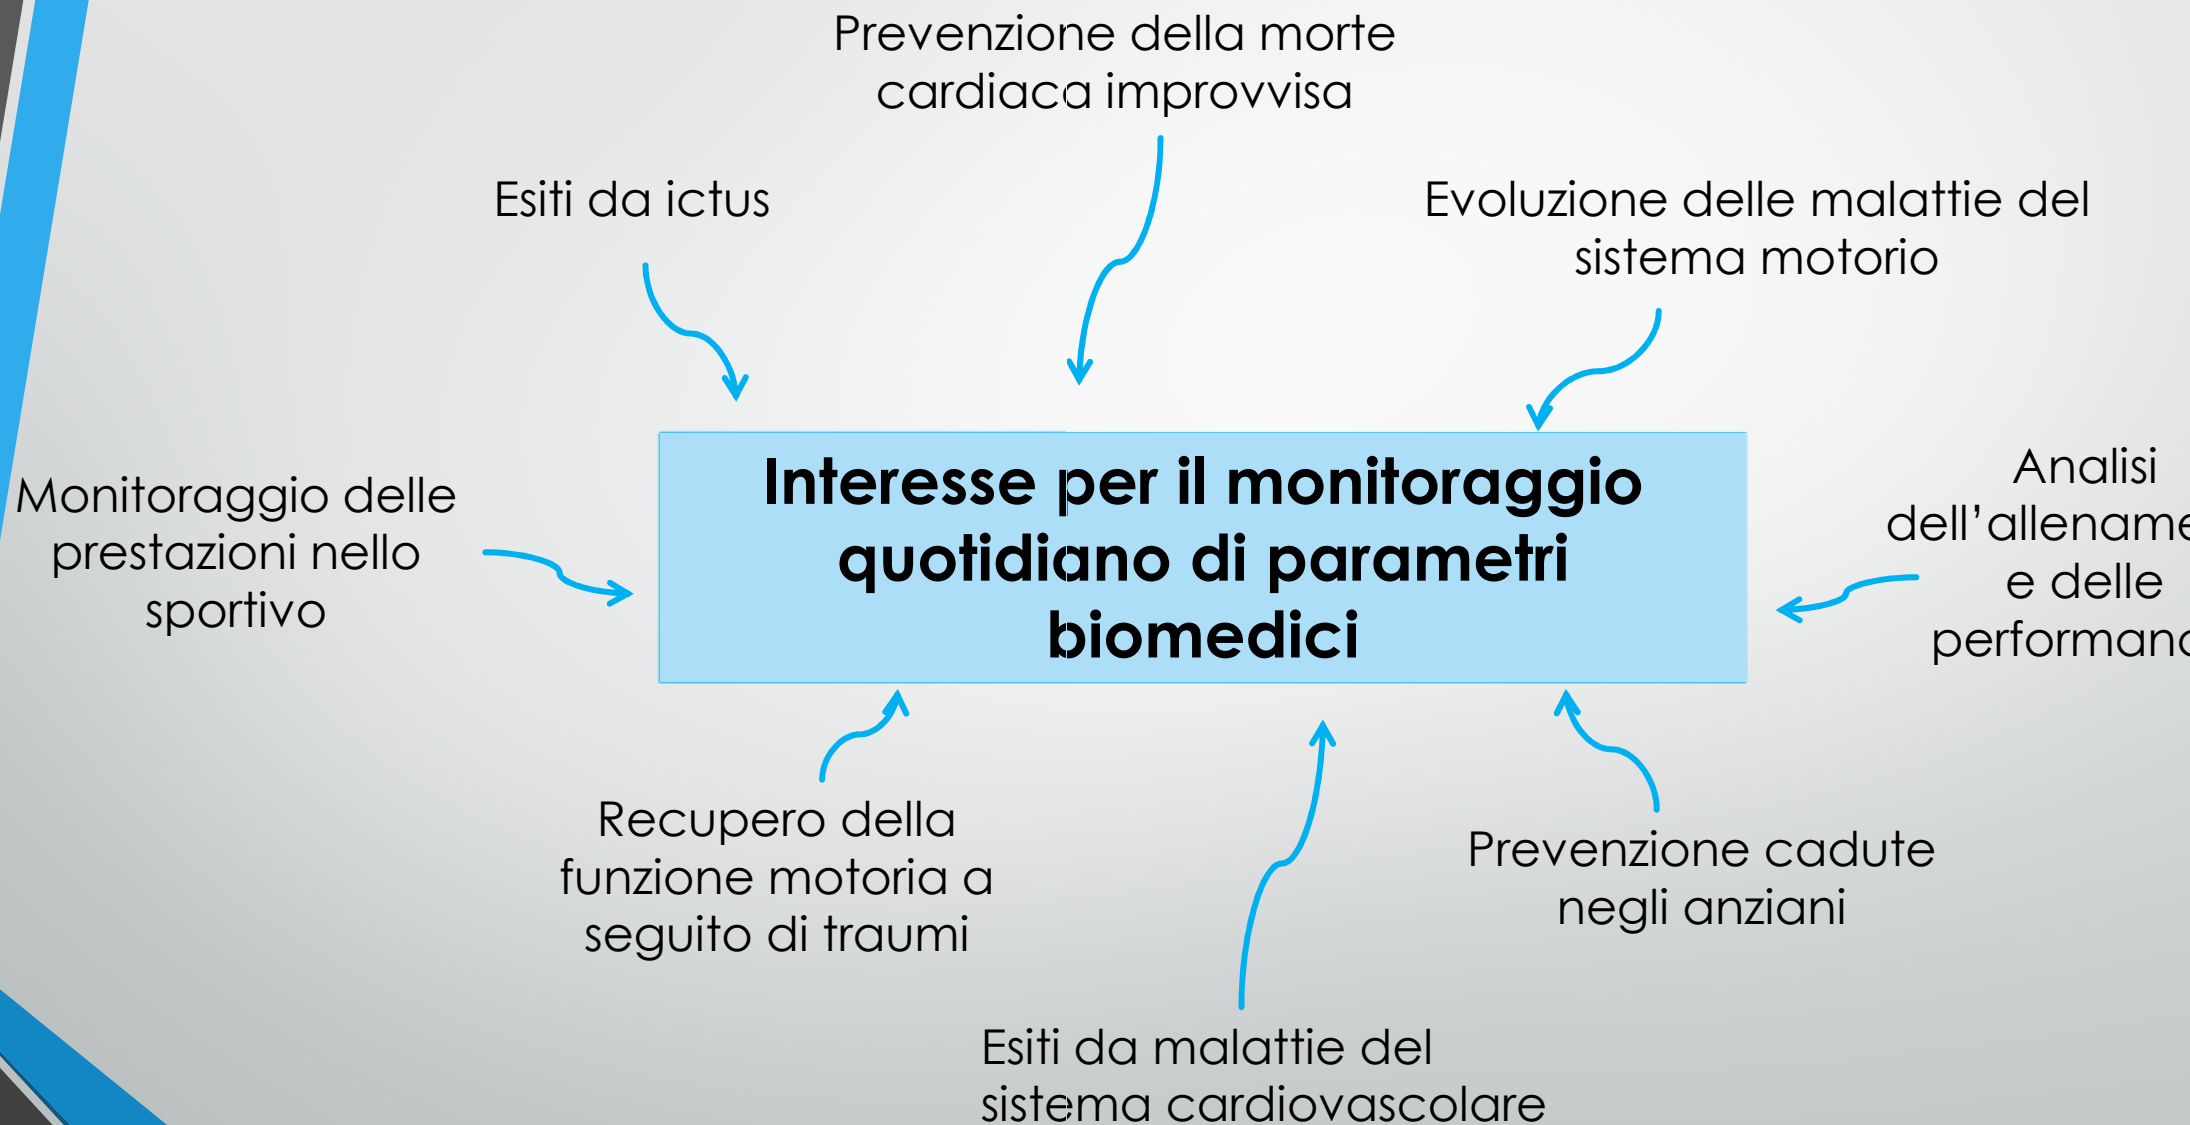 Prevenzione della morte
cardiaca improvvisa
Esiti da ictus
Evoluzione delle malattie del
sistema motorio
Monitoraggio delle
prestazioni nello
sportivo
Interesse per il monitoraggio
quotidiano di parametri
biomedici
Analisi
e delle
Recupero della
funzione motoria a
seguito di traumi
Prevenzione cadute
negli anziani
Esiti da malattie del
sistema cardiovascolare